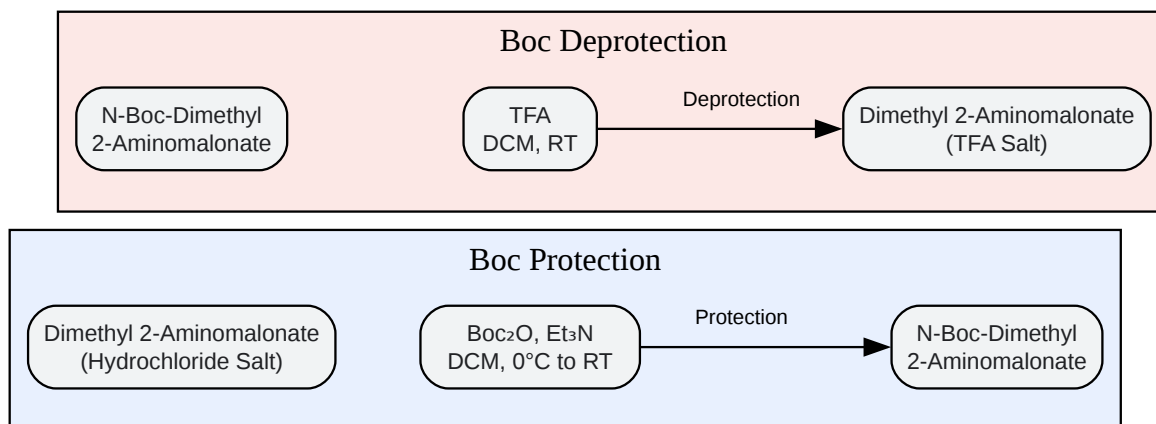 Boc Deprotection
N-Boc-Dimethyl
2-Aminomalonate
TFA
DCM, RT
Deprotection
Dimethyl 2-Aminomalonate
(TFA Salt)
Boc Protection
Dimethyl 2-Aminomalonate
(Hydrochloride Salt)
Boc₂O, Et₃N
DCM, 0°C to RT
Protection
N-Boc-Dimethyl
2-Aminomalonate